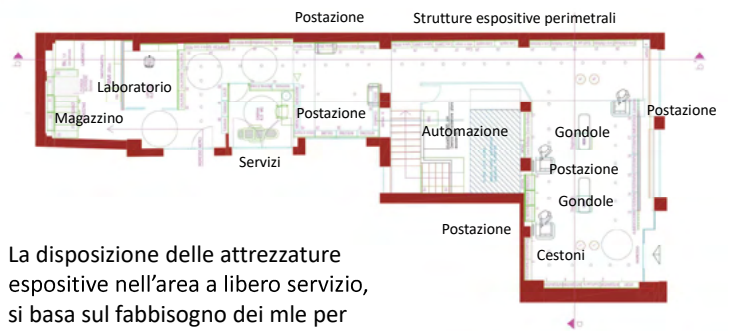 Postazione
Strutture espositive perimetrali
Laboratorio
Magazzino
Postazione
Postazione
Automazione
Gondole
Servizi
Postazione
Gondole
Postazione
Cestoni
La disposizione delle attrezzature
espositive nell'area a libero servizio,
si basa sul fabbisogno dei mle per